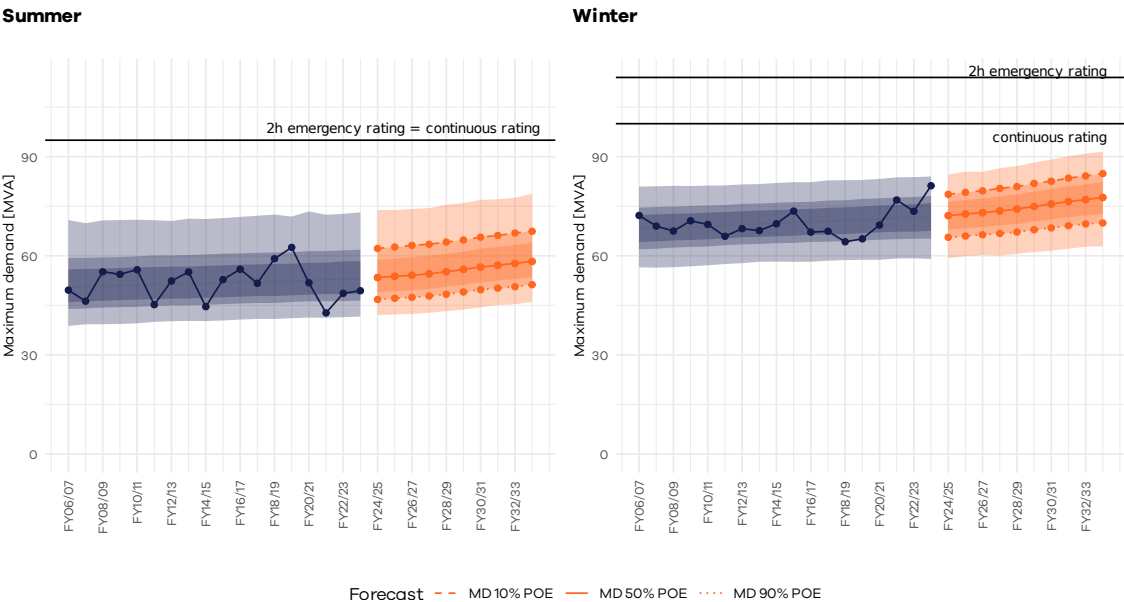 Summer
Winter
Maximum demand [MVA]
90
60
30
0
2h emergency rating = continuous rating
FY06/07
FY08/09
FY10/11
FY12/13
FY14/15
FY16/17
FY18/19
FY20/21
FY22/23
FY24/25
FY26/27
FY28/29
FY30/31
FY32/33
Maximum demand [MVA]
90
60
30
0
2h emergency rating
continuous rating
FY06/07
FY08/09
FY10/11
FY12/13
FY14/15
FY16/17
FY18/19
FY20/21
FY22/23
FY24/25
FY26/27
FY28/29
FY30/31
FY32/33
Forecast MD 10% POE MD 50% POE MD 90% POE